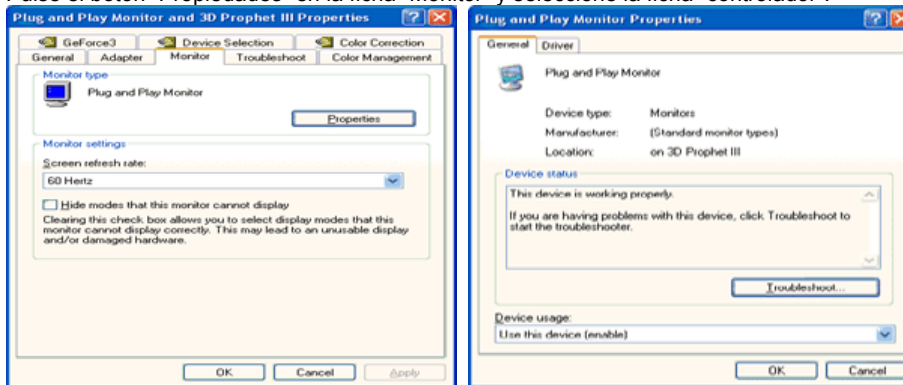 Pulse el botón "Propiedades" en la ficha "Monitor" y seleccione la ficha "Controlador".
Plug and Play Monitor and 3D Prophet III Properties
GeForce3 Device Selection Color Correction
General Adapter Monitor Troubleshoot Color Management
Monitor type
Plug and Play Monitor
Properties
Monitor settings
Screen refresh rate:
60 Hertz
Hide modes that this monitor cannot display
Clearing this check box allows you to select display modes that this
monitor cannot display correctly. This may lead to an unusable display
and/or damaged hardware.
OK Cancel Apply
Plug and Play Monitor Properties
General Driver
Plug and Play Monitor
Device type: Monitors
Manufacturer: (Standard monitor types)
Location: on 3D Prophet III
Device status
This device is working properly.
If you are having problems with this device, click Troubleshoot to
start the troubleshooter.
Troubleshoot...
Device usage:
Use this device (enable)
OK Cancel